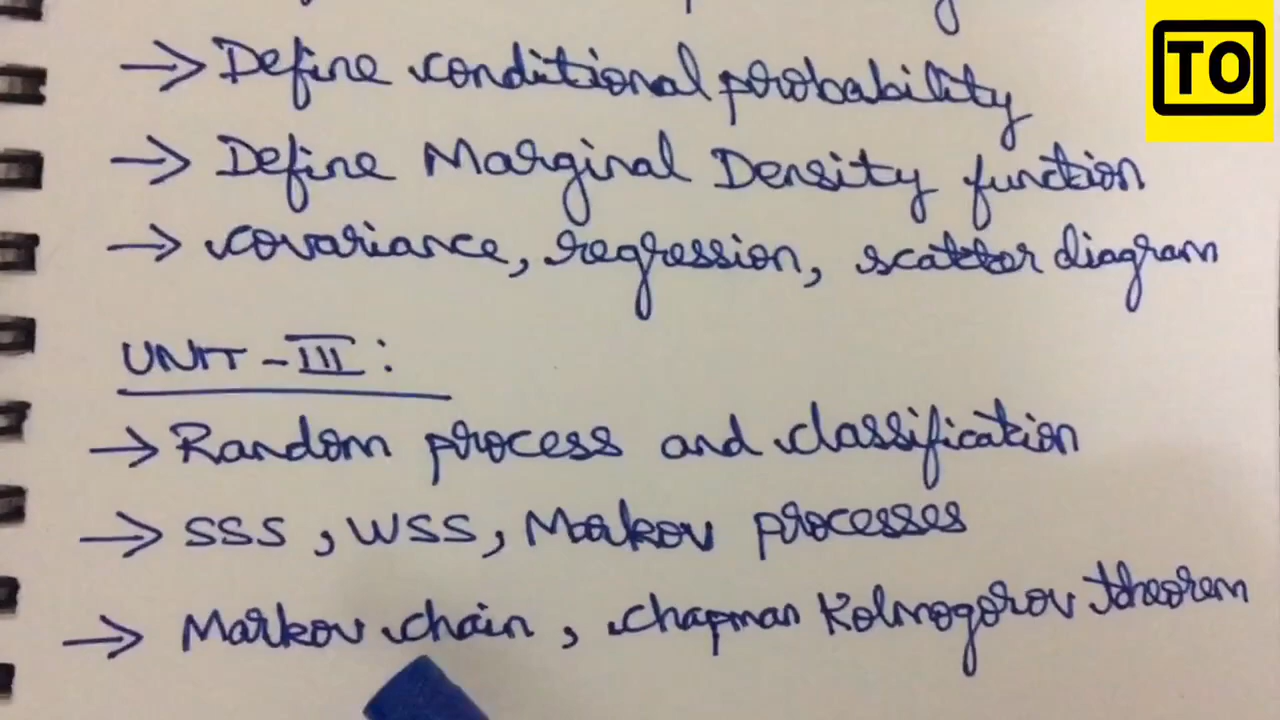 TO
→ Define conditional probability
→ Define Marginal Density function
→ covariance, regression, scatter diagram
UNIT - III :
→ Random process and classification
→ SSS, WSS, Markov processes
→ Markov chain, chapman Kolmogorov theorem